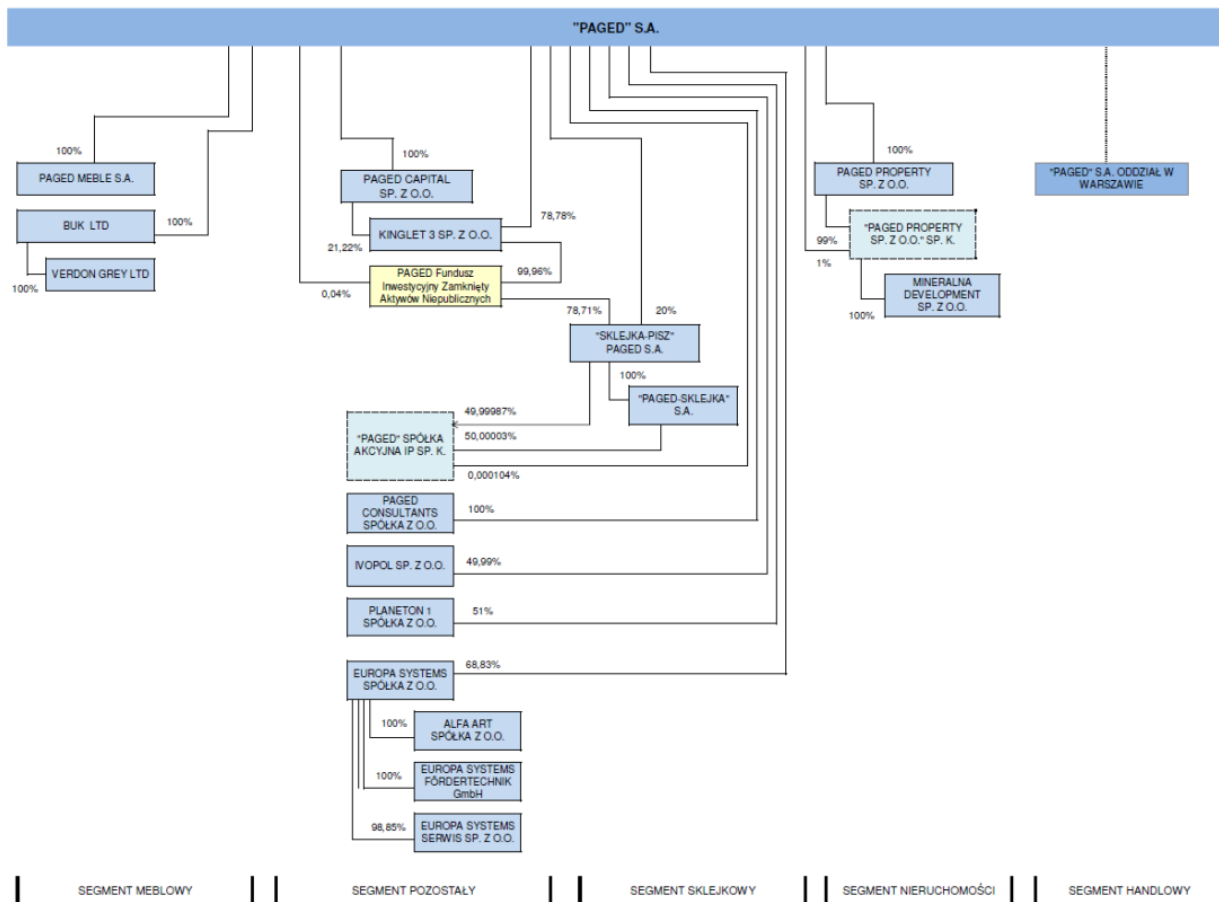 "PAGED" S.A.
100%
PAGED MEBLE S.A.
BUK LTD
100%
VERDON GREY LTD
100%
100%
PAGED CAPITAL
SP. Z O.O.
KINGLET 3 SP. Z O.O.
78,78%
21,22%
PAGED Fundusz
Inwestycyjny Zamknięty
Aktywów Niepublicznych
99,96%
0,04%
78,71%
20%
"SKLEJKA-PISZ"
PAGED S.A.
100%
"PAGED-SKLEJKA"
S.A.
49,99987%
"PAGED" SPÓŁKA
AKCYJNA IP SP. K.
50,00003%
0,000104%
PAGED
CONSULTANTS
SPÓŁKA Z O.O.
100%
IVOPOL SP. Z O.O.
49,99%
PLANETON 1
SPÓŁKA Z O.O.
51%
EUROPA SYSTEMS
SPÓŁKA Z O.O.
68,83%
100%
ALFA ART
SPÓŁKA Z O.O.
100%
EUROPA SYSTEMS
FÖRDERTECHNIK
GmbH
98,85%
EUROPA SYSTEMS
SERWIS SP. Z O.O.
100%
PAGED PROPERTY
SP. Z O.O.
"PAGED PROPERTY
SP. Z O.O." SP. K.
99%
1%
MINERALNA
DEVELOPMENT
SP. Z O.O.
100%
"PAGED" S.A. ODDZIAŁ W
WARSZAWIE
SEGMENT MEBLOWY
SEGMENT POZOSTAŁY
SEGMENT SKLEJKOWY
SEGMENT NIERUCHOMOŚCI
SEGMENT HANDLOWY